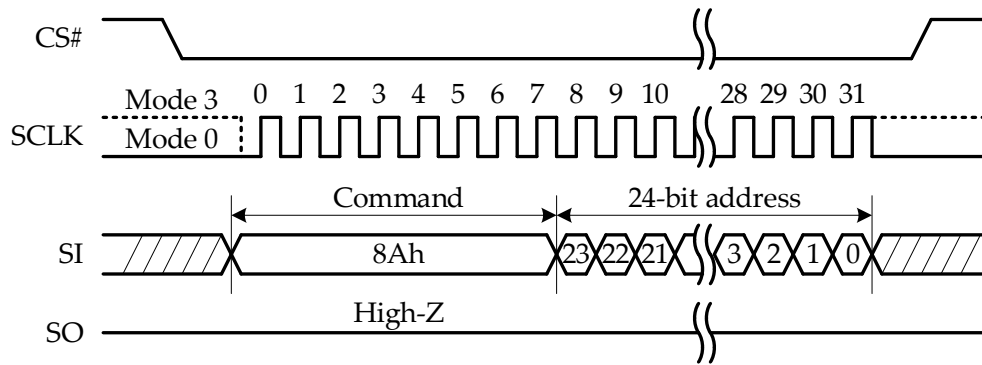 CS#
Mode 3 0 1 2 3 4 5 6 7 8 9 10 28 29 30 31
SCLK Mode 0
Command 24-bit address
SI 8Ah 23 22 21 3 2 1 0
High-Z
SO